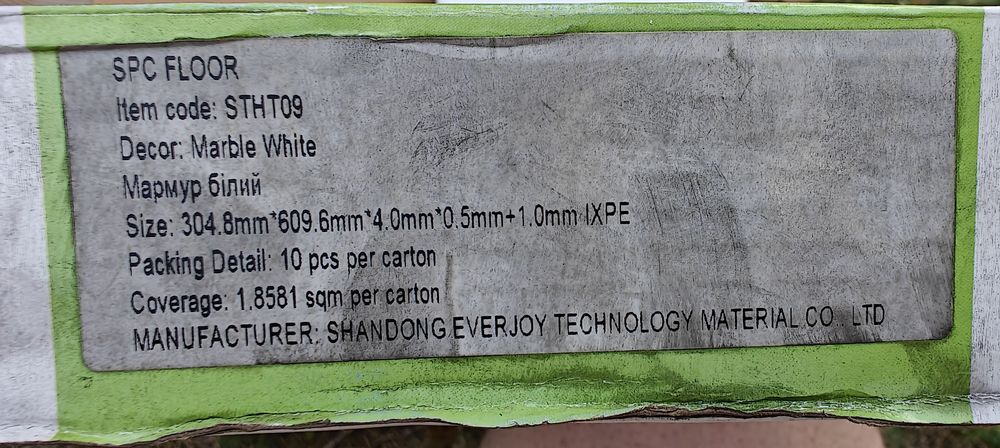 SPC FLOOR
Item code: STHT09
Decor: Marble White
Мармур білий
Size: 304.8mm*609.6mm*4.0mm*0.5mm+1.0mm IXPE
Packing Detail: 10 pcs per carton
Coverage: 1.8581 sqm per carton
MANUFACTURER: SHANDONG EVERJOY TECHNOLOGY MATERIAL CO., LTD